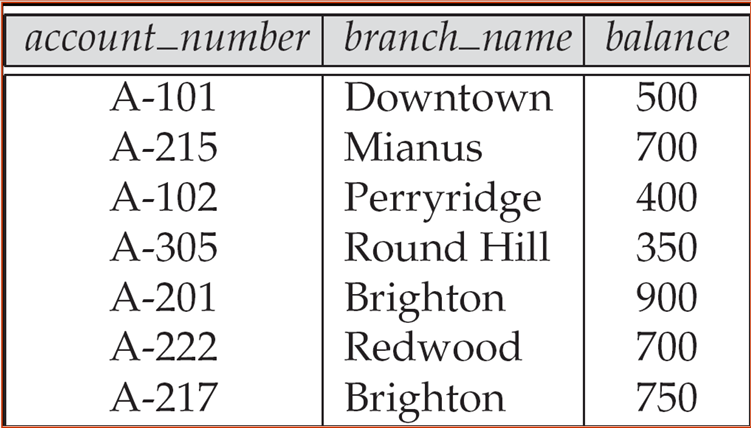 account_number branch_name balance
A-101 Downtown 500
A-215 Mianus 700
A-102 Perryridge 400
A-305 Round Hill 350
A-201 Brighton 900
A-222 Redwood 700
A-217 Brighton 750